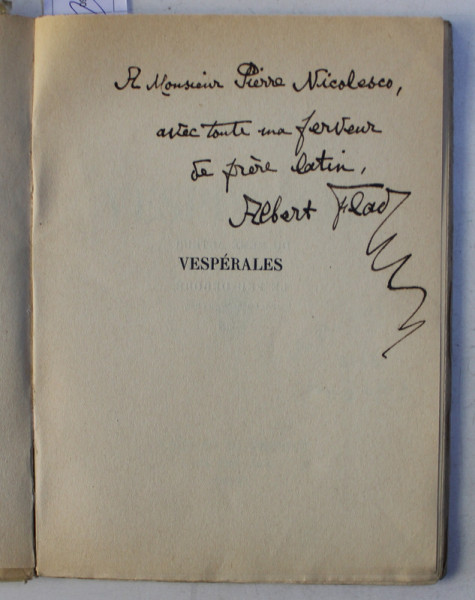 A Monsieur Pierre Nicolesco,
avec toute ma ferveur
de frère latin,
Albert Flad
VESPÉRALES